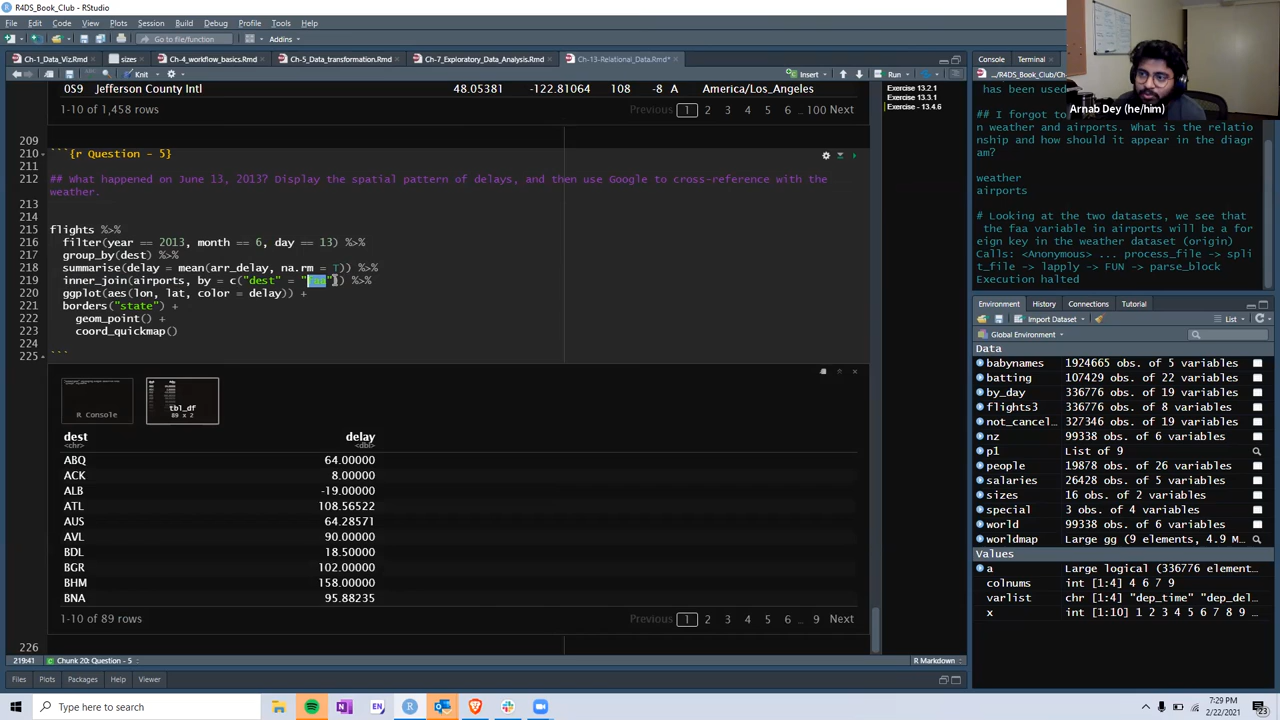 R4DS_Book_Club - RStudio
File Edit Code View Plots Session Build Debug Profile Tools Help
Go to file/function Addins
Ch-1_Data_Viz.Rmd sizes Ch-4_workflow_basics.Rmd Ch-5_Data_transformation.Rmd Ch-7_Exploratory_Data_Analysis.Rmd Ch-13-Relational_Data.Rmd*
Knit Insert Run
0S9 Jefferson County Intl 48.05381 -122.81064 108 -8 A America/Los_Angeles
1-10 of 1,458 rows Previous 1 2 3 4 5 6 ... 100 Next
209
210 ```{r Question - 5}
211
212 ## What happened on June 13, 2013? Display the spatial pattern of delays, and then use Google to cross-reference with the
weather.
213
214
215 flights %>%
216 filter(year == 2013, month == 6, day == 13) %>%
217 group_by(dest) %>%
218 summarise(delay = mean(arr_delay, na.rm = T)) %>%
219 inner_join(airports, by = c("dest" = "faa")) %>%
220 ggplot(aes(lon, lat, color = delay)) +
221 borders("state") +
222 geom_point() +
223 coord_quickmap()
224
225 ```
R Console
tbl_df
89 x 2
dest delay
<chr> <dbl>
ABQ 64.00000
ACK 8.00000
ALB -19.00000
ATL 108.56522
AUS 64.28571
AVL 90.00000
BDL 18.50000
BGR 102.00000
BHM 158.00000
BNA 95.88235
1-10 of 89 rows Previous 1 2 3 4 5 6 ... 9 Next
226
219:41 Chunk 20: Question - 5 R Markdown
Files Plots Packages Help Viewer
Exercise 13.2.1
Exercise 13.3.1
Exercise - 13.4.6
Console Terminal
~/R4DS_Book_Club/Ch
has been used
Arnab Dey (he/him)
## I forgot to
n weather and airports. What is the relatio
nship and how should it appear in the diagr
am?
weather
airports
# Looking at the two datasets, we see that
the faa variable in airports will be a for
eign key in the weather dataset (origin)
Calls: <Anonymous> ... process_file -> spli
t_file -> lapply -> FUN -> parse_block
Execution halted
Environment History Connections Tutorial
Import Dataset List
Global Environment
Data
babynames 1924665 obs. of 5 variables
batting 107429 obs. of 22 variables
by_day 336776 obs. of 19 variables
flights3 336776 obs. of 8 variables
not_cancel… 327346 obs. of 19 variables
nz 99338 obs. of 6 variables
p1 List of 9
people 19878 obs. of 26 variables
salaries 26428 obs. of 5 variables
sizes 16 obs. of 2 variables
special 3 obs. of 4 variables
world 99338 obs. of 6 variables
worldmap Large gg (9 elements, 4.9 M…
Values
a Large logical (336776 element…
colnums int [1:4] 4 6 7 9
varlist chr [1:4] "dep_time" "dep_del…
x int [1:10] 1 2 3 4 5 6 7 8 9 …
Type here to search
EN
7:29 PM
2/22/2021
23